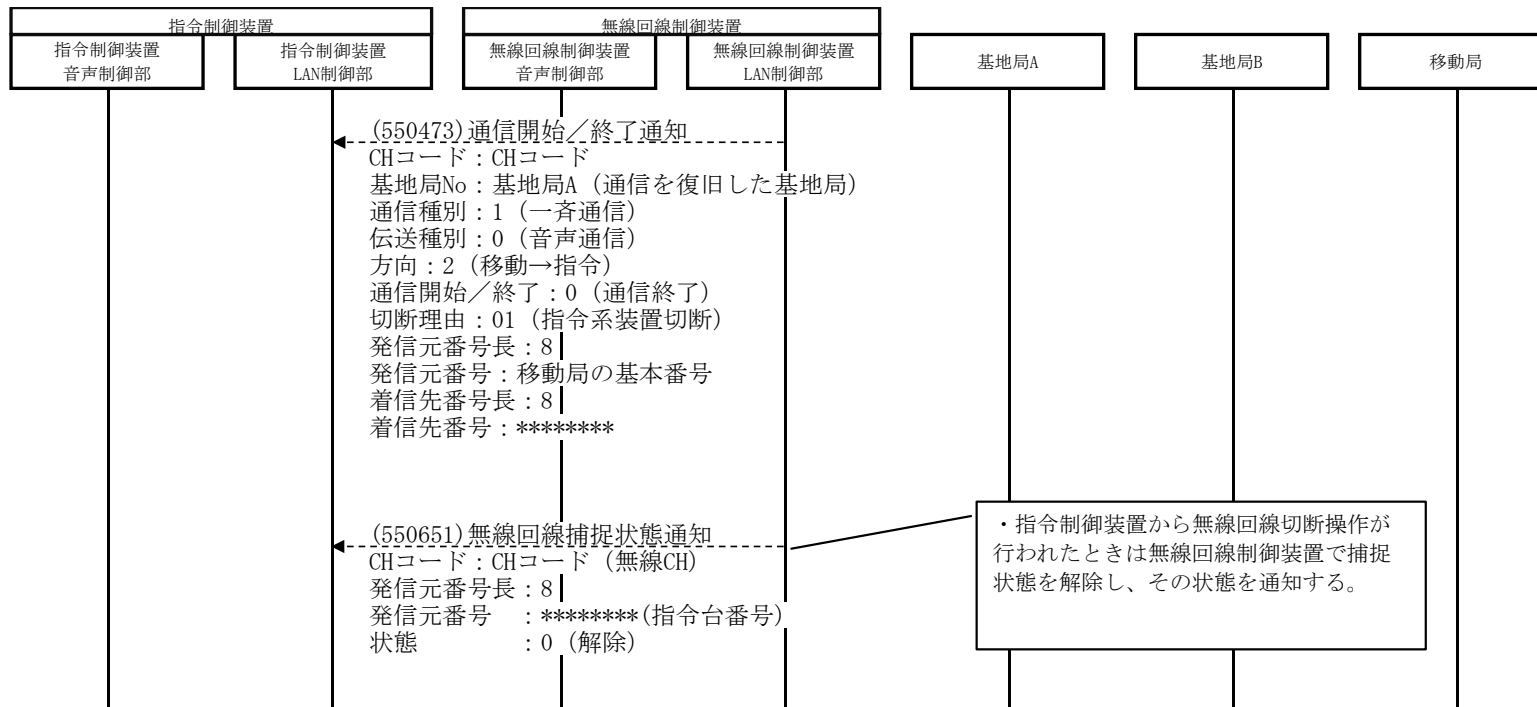 指令制御装置
無線回線制御装置
指令制御装置
音声制御部
指令制御装置
LAN制御部
無線回線制御装置
音声制御部
無線回線制御装置
LAN制御部
基地局A
基地局B
移動局
(550473)通信開始／終了通知
CHコード：CHコード
基地局No：基地局A（通信を復旧した基地局）
通信種別：1（一斉通信）
伝送種別：0（音声通信）
方向：2（移動→指令）
通信開始／終了：0（通信終了）
切断理由：01（指令系装置切断）
発信元番号長：8
発信元番号：移動局の基本番号
着信先番号長：8
着信先番号：********
(550651)無線回線捕捉状態通知
CHコード：CHコード（無線CH）
発信元番号長：8
発信元番号　：********(指令台番号)
状態　　　　：0（解除）
・指令制御装置から無線回線切断操作が
行われたときは無線回線制御装置で捕捉
状態を解除し、その状態を通知する。